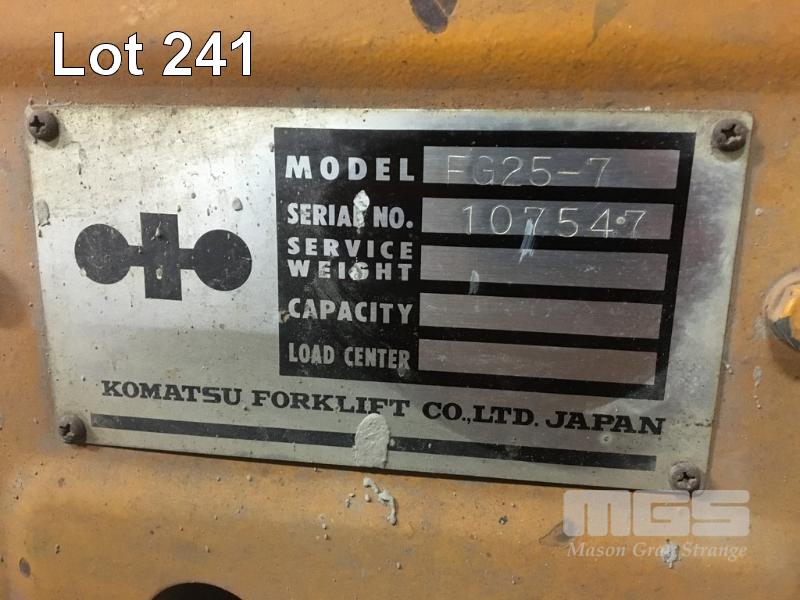 Lot 241
MODEL FG25-7
SERIAL NO. 107547
SERVICE WEIGHT
CAPACITY
LOAD CENTER
KOMATSU FORKLIFT CO.,LTD. JAPAN
MGS
Mason Gray Strange